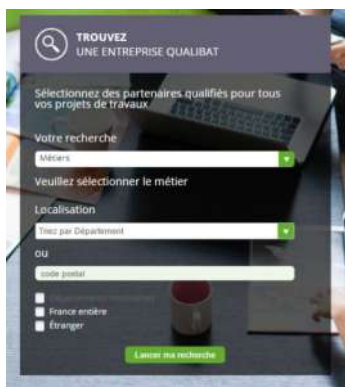 TROUVEZ
UNE ENTREPRISE QUALIBAT
Sélectionnez des partenaires qualifiés pour tous
vos projets de travaux
Votre recherche
Métiers
Veuillez sélectionner le métier
Localisation
Triez par Département
ou
code postal
France entière
Étranger
Lancer ma recherche